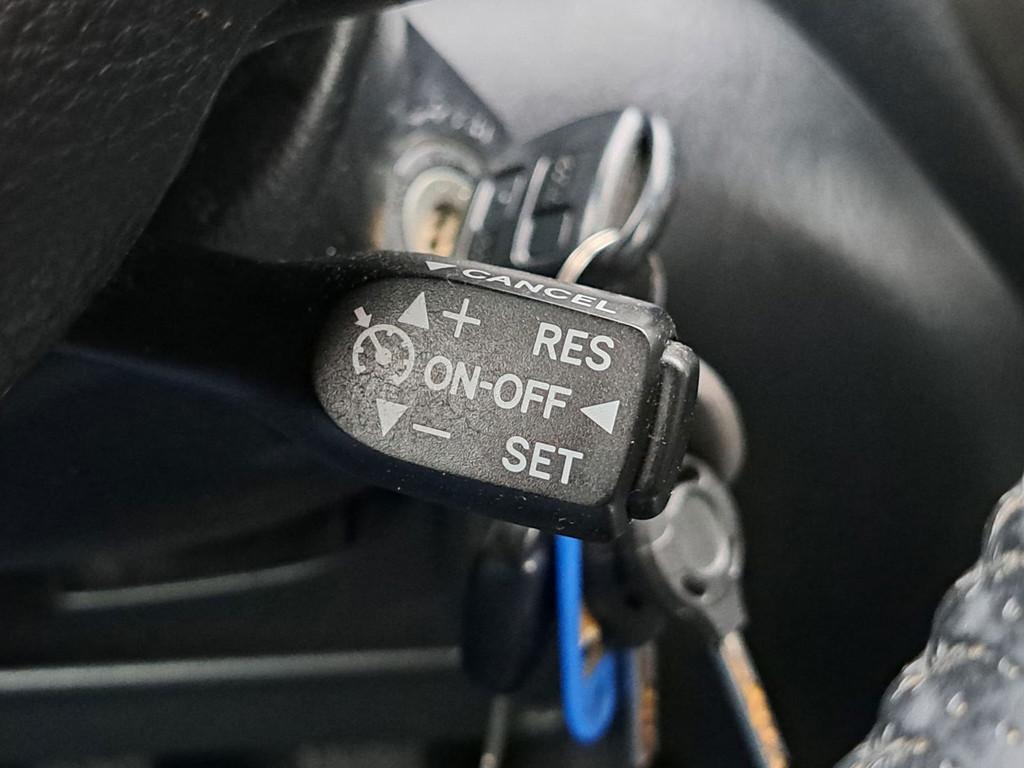 CANCEL
+ RES
ON-OFF
- SET